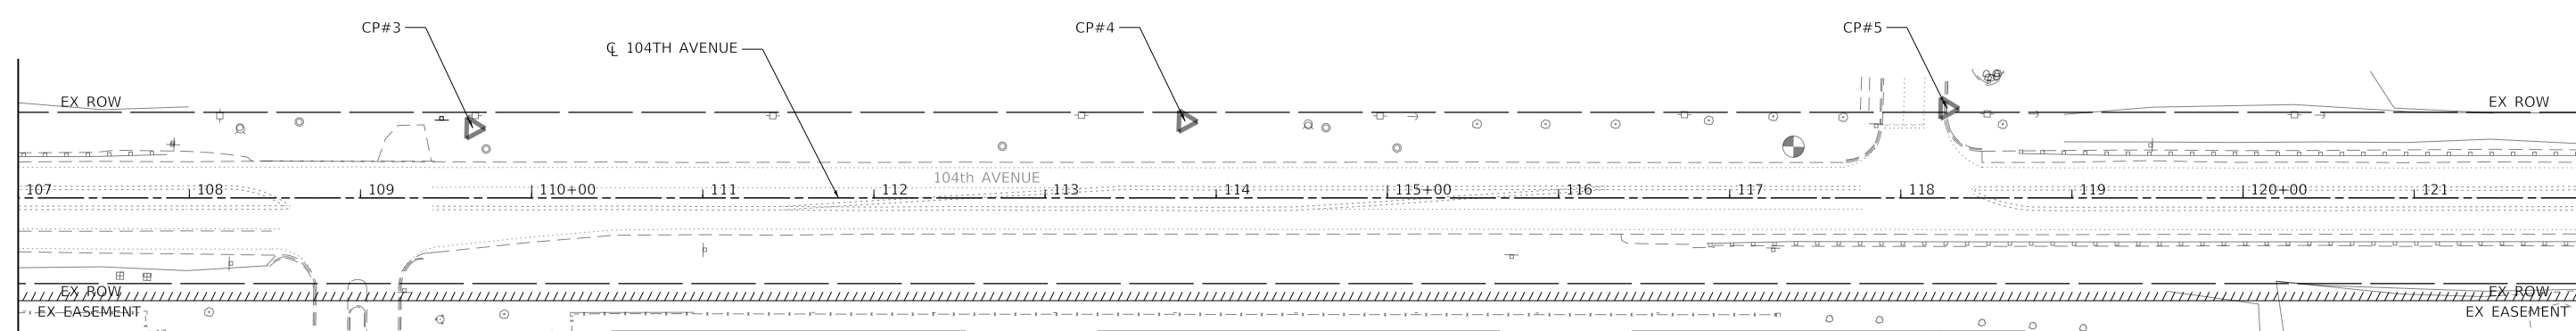 CP#3
CP#4
CP#5
℄ 104TH AVENUE
EX ROW
EX ROW
104th AVENUE
107 108 109 110+00 111 112 113 114 115+00 116 117 118 119 120+00 121
EX ROW
EX ROW
EX EASEMENT
EX EASEMENT